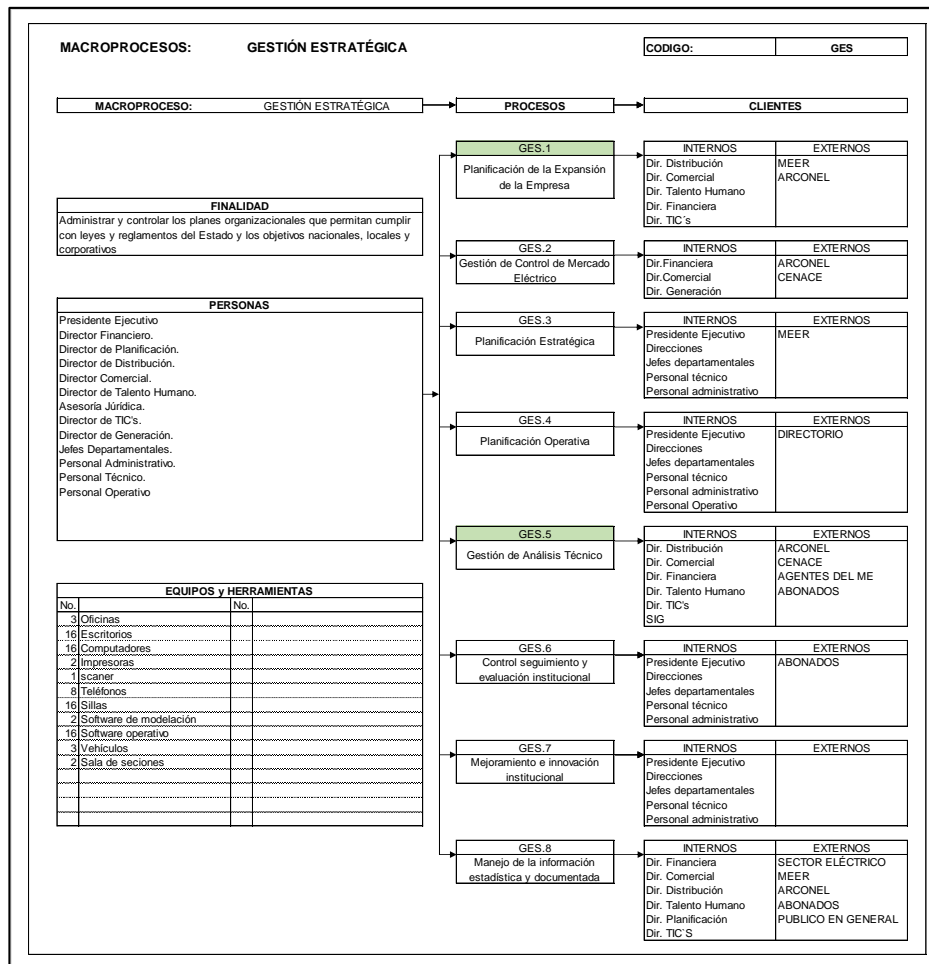 MACROPROCESOS: GESTIÓN ESTRATÉGICA
CODIGO: GES
MACROPROCESO: GESTIÓN ESTRATÉGICA
PROCESOS
CLIENTES
FINALIDAD
Administrar y controlar los planes organizacionales que permitan cumplir
con leyes y reglamentos del Estado y los objetivos nacionales, locales y
corporativos
PERSONAS
Presidente Ejecutivo
Director Financiero.
Director de Planificación.
Director de Distribución.
Director Comercial.
Director de Talento Humano.
Asesoría Júrídica.
Director de TIC's.
Director de Generación.
Jefes Departamentales.
Personal Administrativo.
Personal Técnico.
Personal Operativo
EQUIPOS y HERRAMIENTAS
No. No.
3 Oficinas
16 Escritorios
16 Computadores
2 Impresoras
1 scaner
8 Teléfonos
16 Sillas
2 Software de modelación
16 Software operativo
3 Vehículos
2 Sala de seciones
GES.1
Planificación de la Expansión
de la Empresa
INTERNOS EXTERNOS
Dir. Distribución MEER
Dir. Comercial ARCONEL
Dir. Talento Humano
Dir. Financiera
Dir. TIC´s
GES.2
Gestión de Control de Mercado
Eléctrico
INTERNOS EXTERNOS
Dir.Financiera ARCONEL
Dir.Comercial CENACE
Dir. Generación
GES.3
Planificación Estratégica
INTERNOS EXTERNOS
Presidente Ejecutivo MEER
Direcciones
Jefes departamentales
Personal técnico
Personal administrativo
GES.4
Planificación Operativa
INTERNOS EXTERNOS
Presidente Ejecutivo DIRECTORIO
Direcciones
Jefes departamentales
Personal técnico
Personal administrativo
Personal Operativo
GES.5
Gestión de Análisis Técnico
INTERNOS EXTERNOS
Dir. Distribución ARCONEL
Dir. Comercial CENACE
Dir. Financiera AGENTES DEL ME
Dir. Talento Humano ABONADOS
Dir. TIC's
SIG
GES.6
Control seguimiento y
evaluación institucional
INTERNOS EXTERNOS
Presidente Ejecutivo ABONADOS
Direcciones
Jefes departamentales
Personal técnico
Personal administrativo
GES.7
Mejoramiento e innovación
institucional
INTERNOS EXTERNOS
Presidente Ejecutivo
Direcciones
Jefes departamentales
Personal técnico
Personal administrativo
GES.8
Manejo de la información
estadística y documentada
INTERNOS EXTERNOS
Dir. Financiera SECTOR ELÉCTRICO
Dir. Comercial MEER
Dir. Distribución ARCONEL
Dir. Talento Humano ABONADOS
Dir. Planificación PUBLICO EN GENERAL
Dir. TIC`S